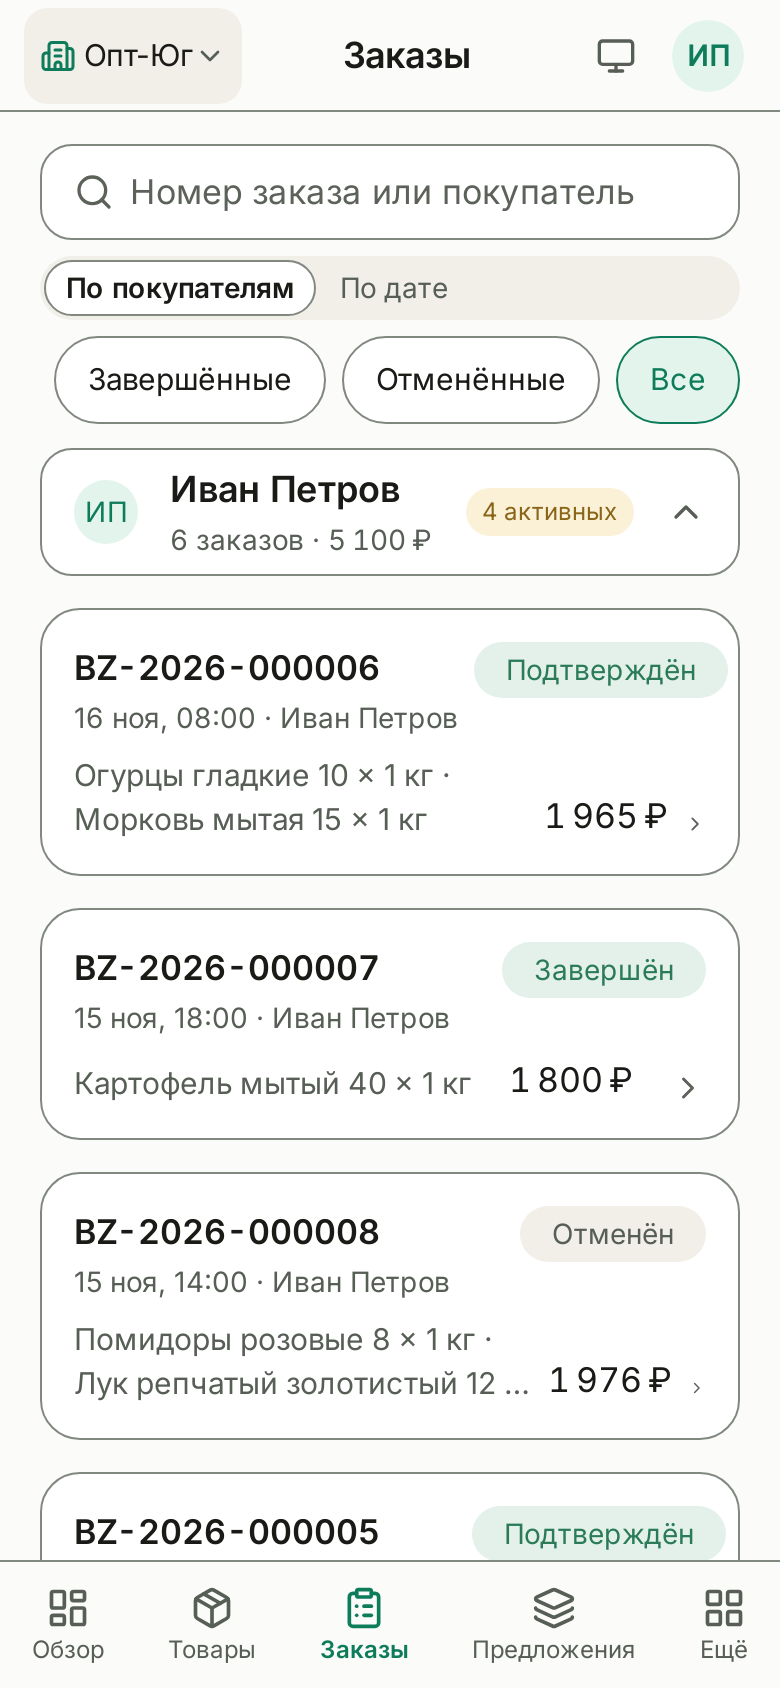 Опт-Юг
Заказы
ИП
Номер заказа или покупатель
По покупателям
По дате
Завершённые
Отменённые
Все
ИП
Иван Петров
6 заказов · 5 100 ₽
4 активных
BZ-2026-000006
Подтверждён
16 ноя, 08:00 · Иван Петров
Огурцы гладкие 10 × 1 кг ·
Морковь мытая 15 × 1 кг
1 965 ₽
BZ-2026-000007
Завершён
15 ноя, 18:00 · Иван Петров
Картофель мытый 40 × 1 кг
1 800 ₽
BZ-2026-000008
Отменён
15 ноя, 14:00 · Иван Петров
Помидоры розовые 8 × 1 кг ·
Лук репчатый золотистый 12 ...
1 976 ₽
BZ-2026-000005
Подтверждён
Обзор
Товары
Заказы
Предложения
Ещё